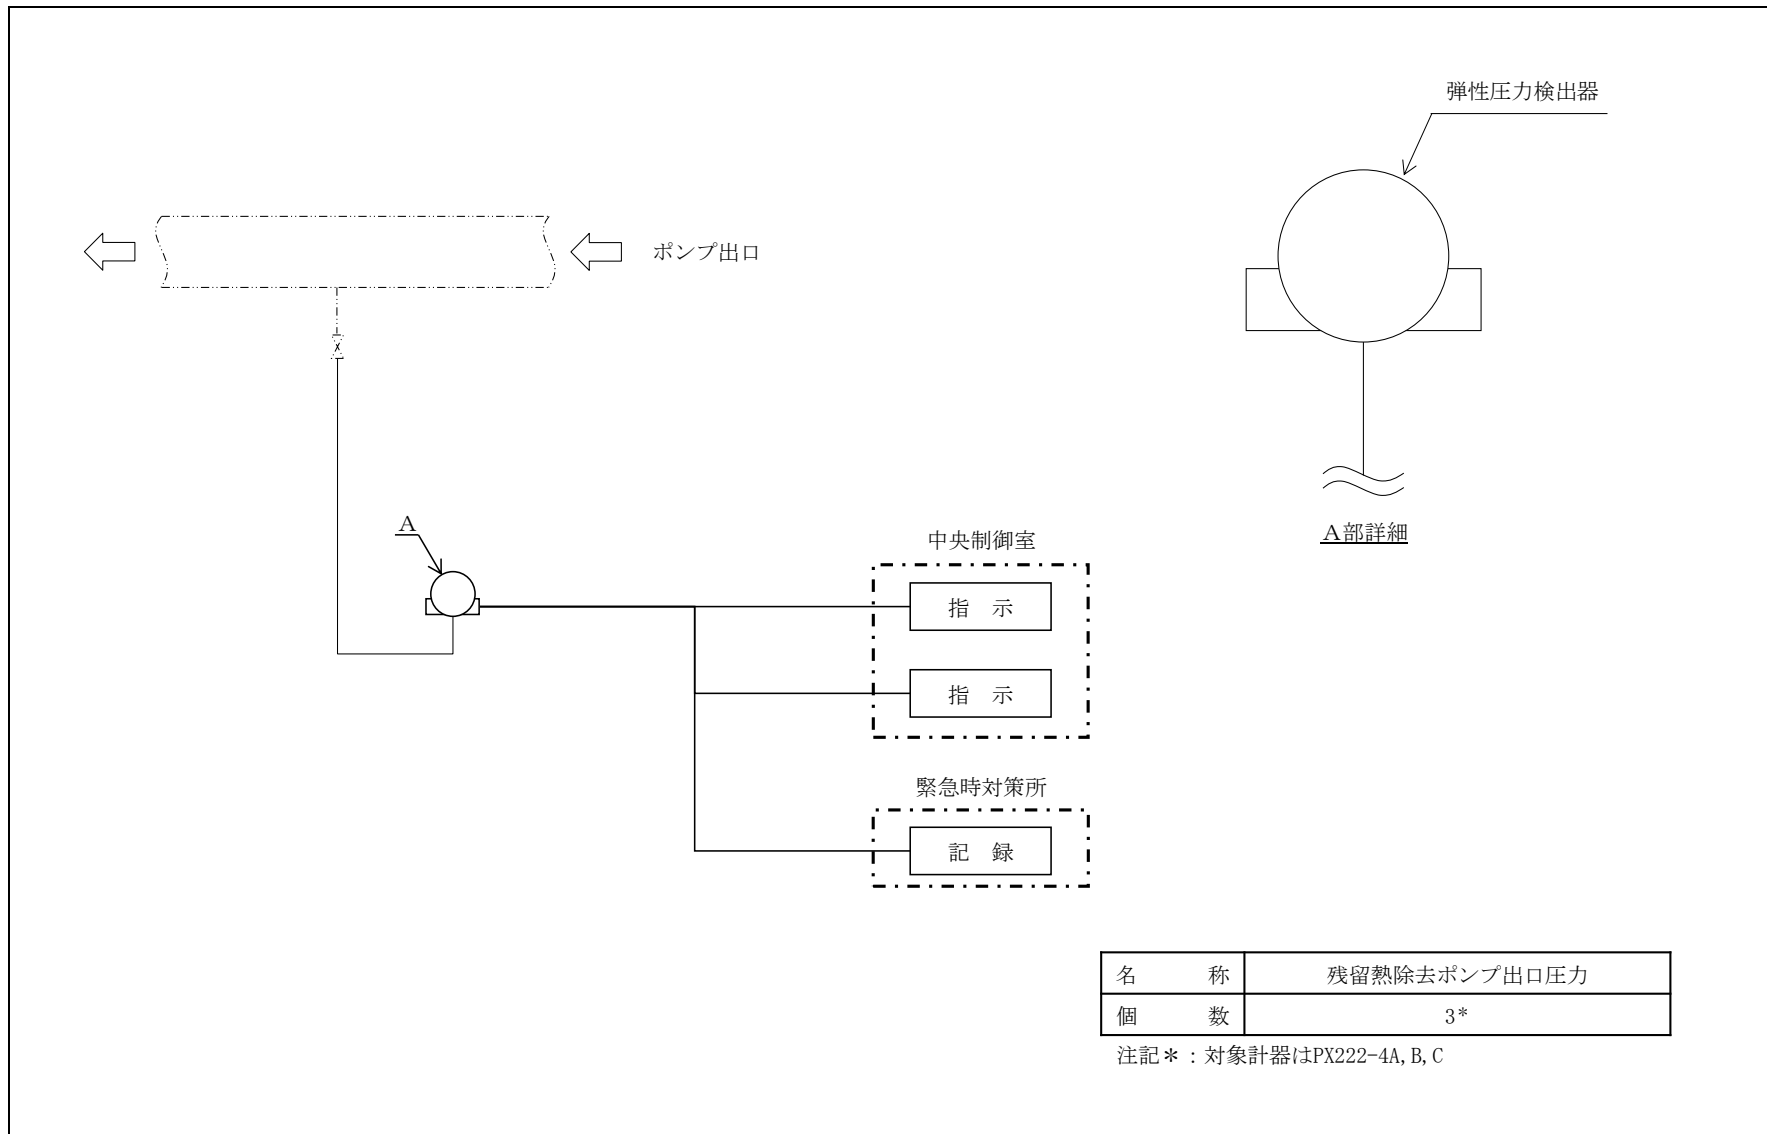 弾性圧力検出器
ポンプ出口
A
A部詳細
中央制御室
指 示
指 示
緊急時対策所
記 録
名 称 残留熱除去ポンプ出口圧力
個 数 3*
注記*:対象計器はPX222-4A, B, C